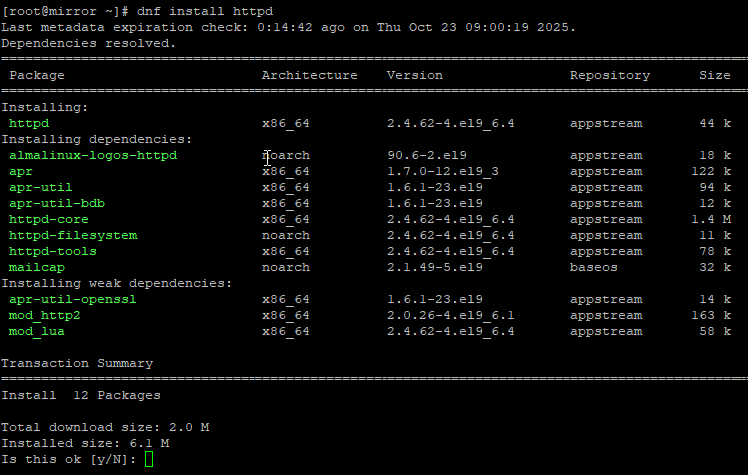 [root@mirror ~]# dnf install httpd
Last metadata expiration check: 0:14:42 ago on Thu Oct 23 09:00:19 2025.
Dependencies resolved.
================================================================================
Package Architecture Version Repository Size
================================================================================
Installing:
httpd x86_64 2.4.62-4.el9_6.4 appstream 44 k
Installing dependencies:
almalinux-logos-httpd noarch 90.6-2.el9 appstream 18 k
apr x86_64 1.7.0-12.el9_3 appstream 122 k
apr-util x86_64 1.6.1-23.el9 appstream 94 k
apr-util-bdb x86_64 1.6.1-23.el9 appstream 12 k
httpd-core x86_64 2.4.62-4.el9_6.4 appstream 1.4 M
httpd-filesystem noarch 2.4.62-4.el9_6.4 appstream 11 k
httpd-tools x86_64 2.4.62-4.el9_6.4 appstream 78 k
mailcap noarch 2.1.49-5.el9 baseos 32 k
Installing weak dependencies:
apr-util-openssl x86_64 1.6.1-23.el9 appstream 14 k
mod_http2 x86_64 2.0.26-4.el9_6.1 appstream 163 k
mod_lua x86_64 2.4.62-4.el9_6.4 appstream 58 k
Transaction Summary
================================================================================
Install 12 Packages
Total download size: 2.0 M
Installed size: 6.1 M
Is this ok [y/N]: